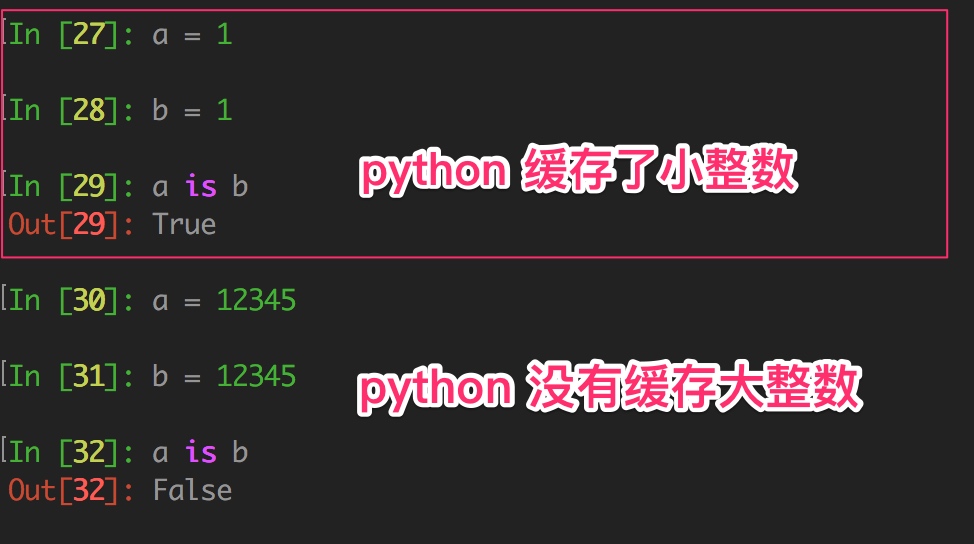 In [27]: a = 1
In [28]: b = 1
python 缓存了小整数
In [29]: a is b
Out[29]: True
In [30]: a = 12345
In [31]: b = 12345
python 没有缓存大整数
In [32]: a is b
Out[32]: False